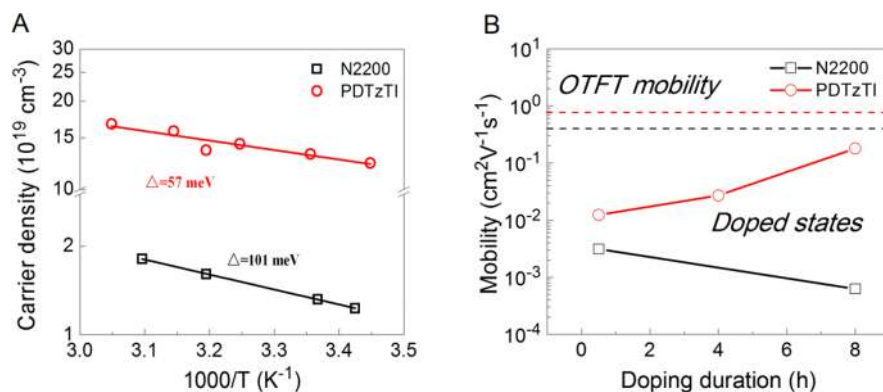 A
Carrier density (10¹⁹ cm⁻³)
30
25
20
15
10
2
1
N2200
PDTzTI
△=57 meV
△=101 meV
3.0 3.1 3.2 3.3 3.4 3.5
1000/T (K⁻¹)
B
Mobility (cm²V⁻¹s⁻¹)
10¹
10⁰
10⁻¹
10⁻²
10⁻³
10⁻⁴
OTFT mobility
N2200
PDTzTI
Doped states
0 2 4 6 8
Doping duration (h)